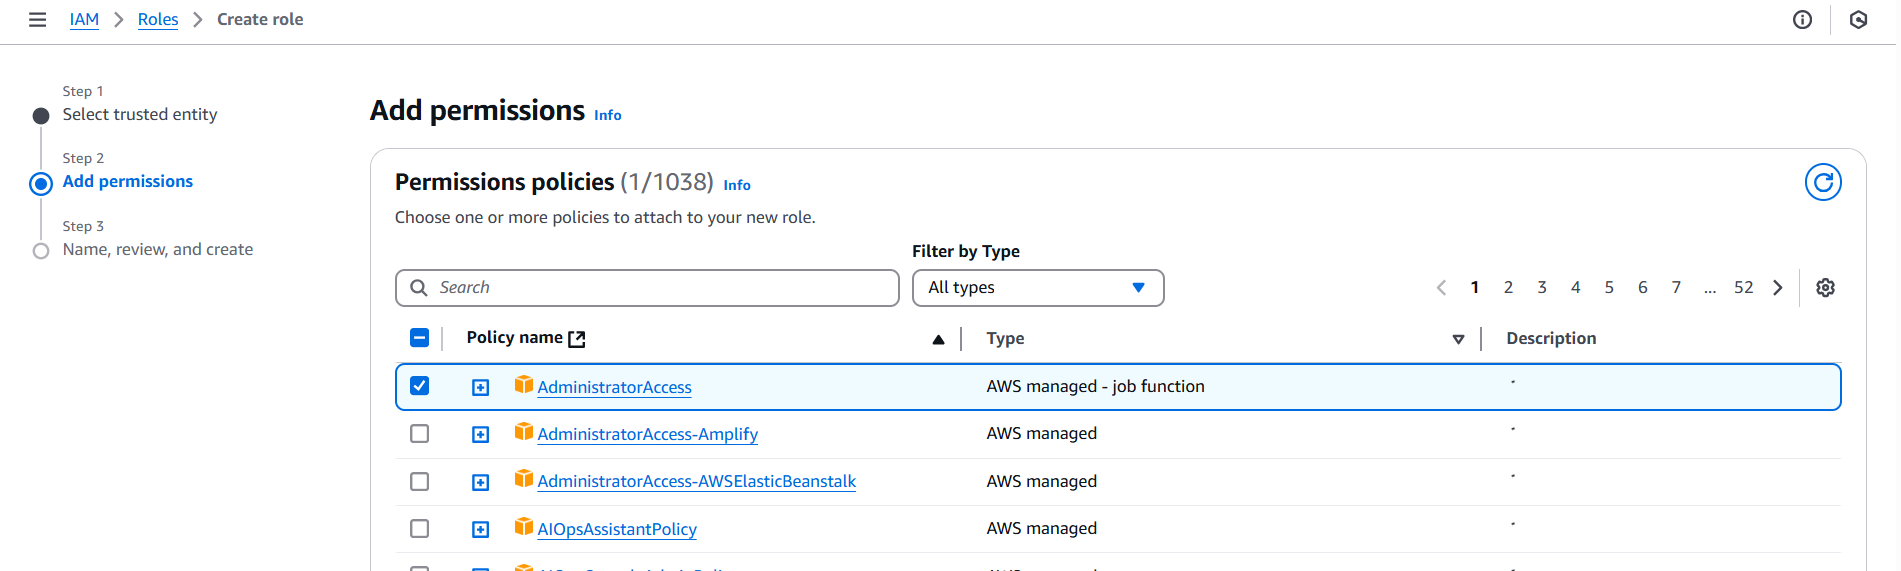 IAM > Roles > Create role
Step 1
Select trusted entity
Step 2
Add permissions
Step 3
Name, review, and create
Add permissions Info
Permissions policies (1/1038) Info
Choose one or more policies to attach to your new role.
Filter by Type
Search
All types
1 2 3 4 5 6 7 ... 52
Policy name Type Description
AdministratorAccess AWS managed - job function -
AdministratorAccess-Amplify AWS managed -
AdministratorAccess-AWSElasticBeanstalk AWS managed -
AIOpsAssistantPolicy AWS managed -